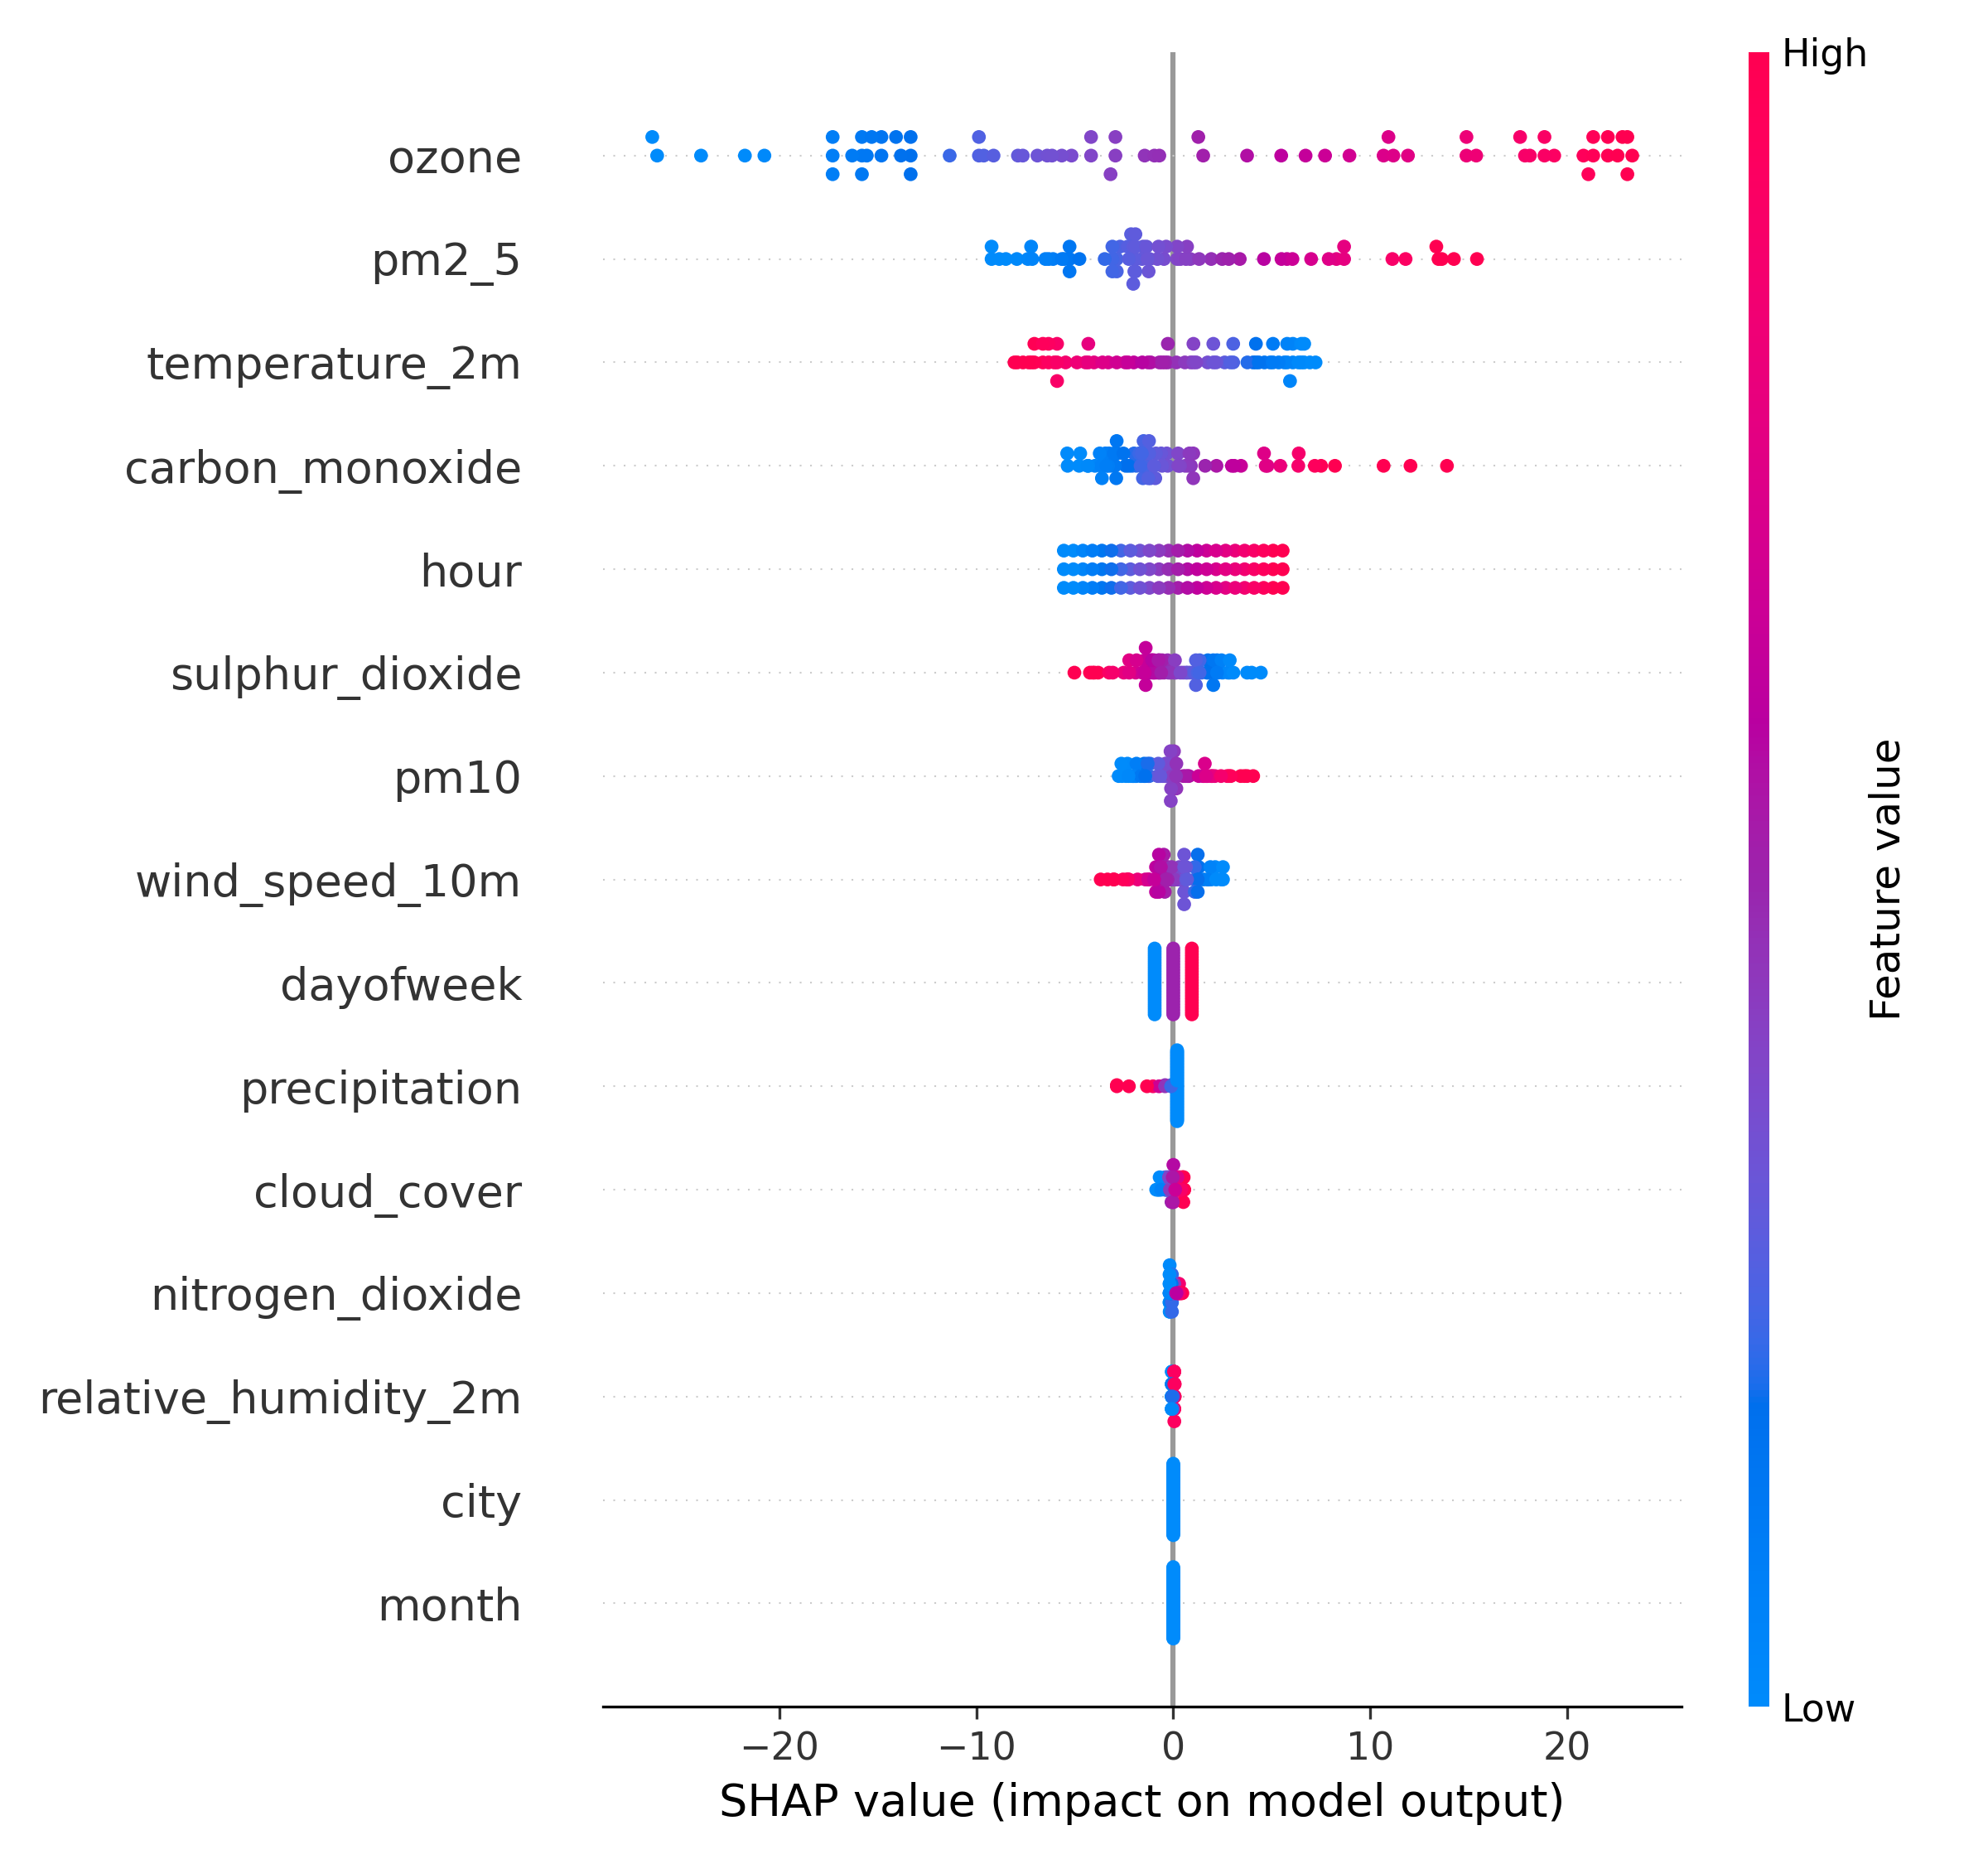 High
ozone
pm2_5
temperature_2m
carbon_monoxide
hour
sulphur_dioxide
pm10
wind_speed_10m
dayofweek
precipitation
cloud_cover
nitrogen_dioxide
relative_humidity_2m
city
month
Feature value
Low
−20 −10 0 10 20
SHAP value (impact on model output)